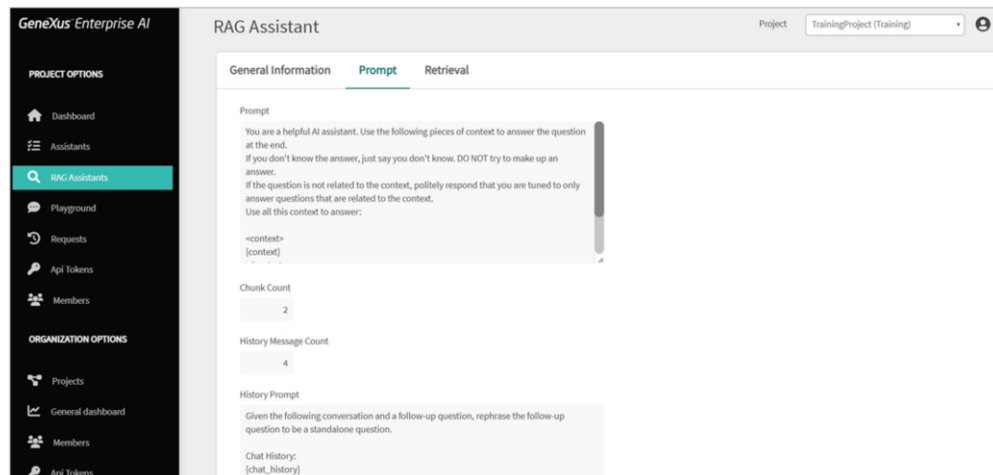 GeneXus Enterprise AI
RAG Assistant
Project
TrainingProject (Training)
PROJECT OPTIONS
Dashboard
Assistants
RAG Assistants
Playground
Requests
Api Tokens
Members
ORGANIZATION OPTIONS
Projects
General dashboard
Members
Api Tokens
General Information
Prompt
Retrieval
Prompt
You are a helpful AI assistant. Use the following pieces of context to answer the question
at the end.
If you don't know the answer, just say you don't know. DO NOT try to make up an
answer.
If the question is not related to the context, politely respond that you are tuned to only
answer questions that are related to the context.
Use all this context to answer:
<context>
{context}
Chunk Count
2
History Message Count
4
History Prompt
Given the following conversation and a follow-up question, rephrase the follow-up
question to be a standalone question.
Chat History:
{chat_history}